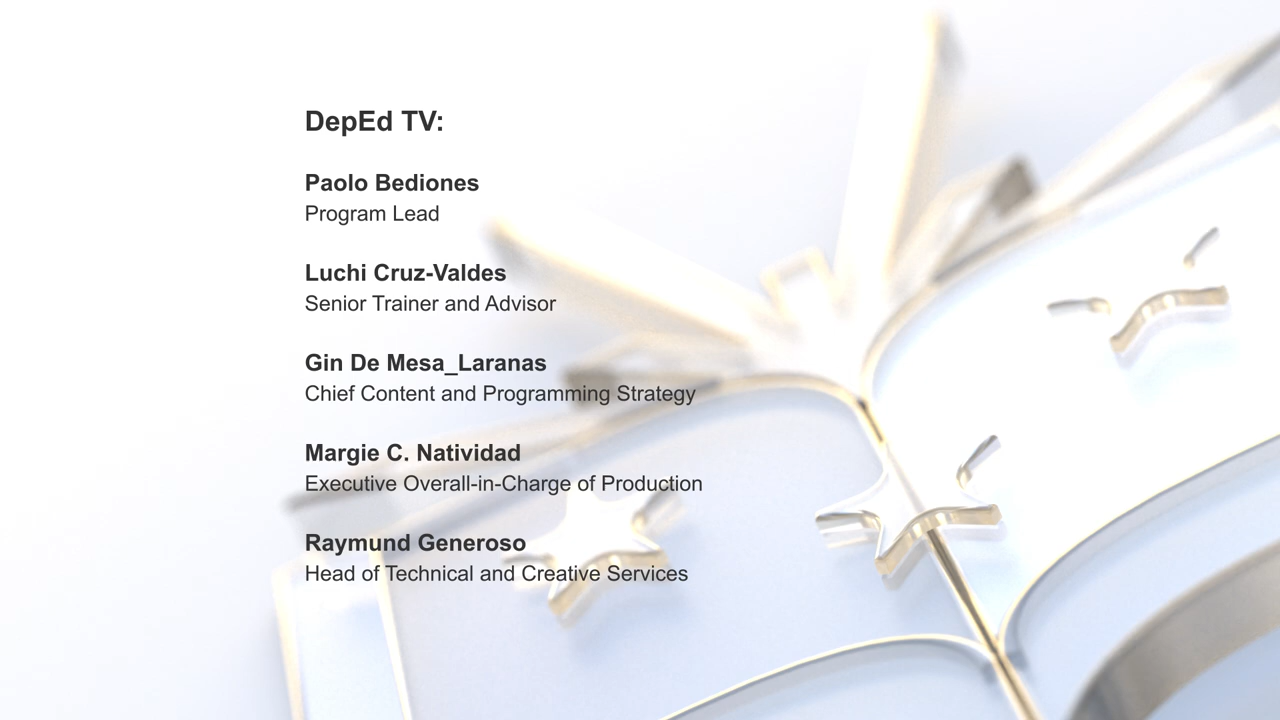 DepEd TV:
Paolo Bediones
Program Lead
Luchi Cruz-Valdes
Senior Trainer and Advisor
Gin De Mesa_Laranas
Chief Content and Programming Strategy
Margie C. Natividad
Executive Overall-in-Charge of Production
Raymund Generoso
Head of Technical and Creative Services